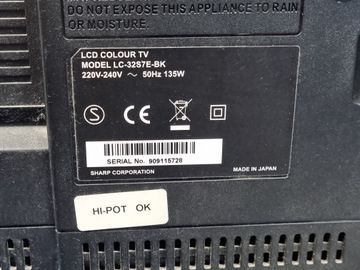 DO NOT EXPOSE THIS APPLIANCE TO RAIN
OR MOISTURE.
LCD COLOUR TV
MODEL LC-32S7E-BK
220V-240V ～ 50Hz 135W
S
CE
SERIAL No. 909115728
SHARP CORPORATION
MADE IN JAPAN
HI-POT OK